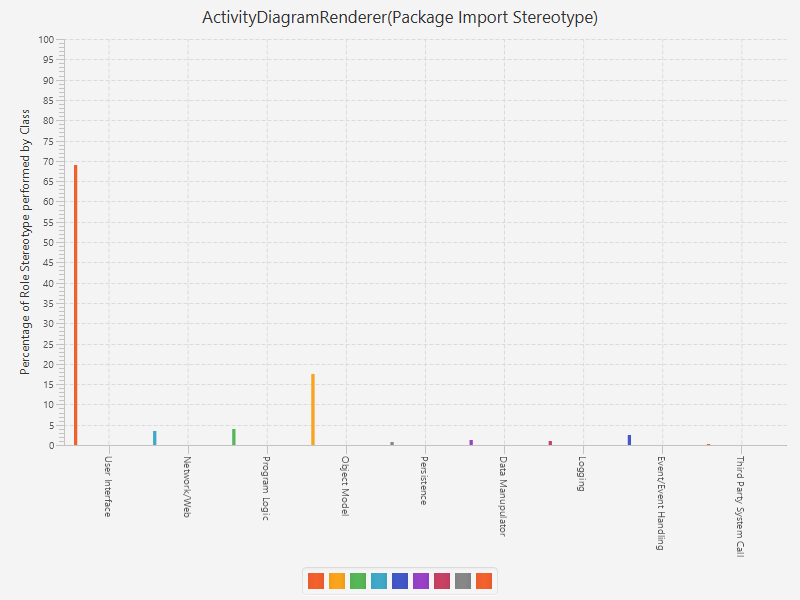 ActivityDiagramRenderer(Package Import Stereotype)
Percentage of Role Stereotype performed by Class
100
95
90
85
80
75
70
65
60
55
50
45
40
35
30
25
20
15
10
5
0
User Interface
Network/Web
Program Logic
Object Model
Persistence
Data Manupulator
Logging
Event/Event Handling
Third Party System Call